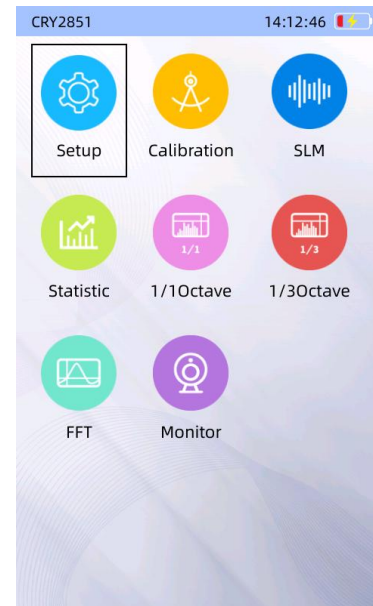 CRY2851 14:12:46
Setup Calibration SLM
1/1 1/3
Statistic 1/1Octave 1/3Octave
FFT Monitor